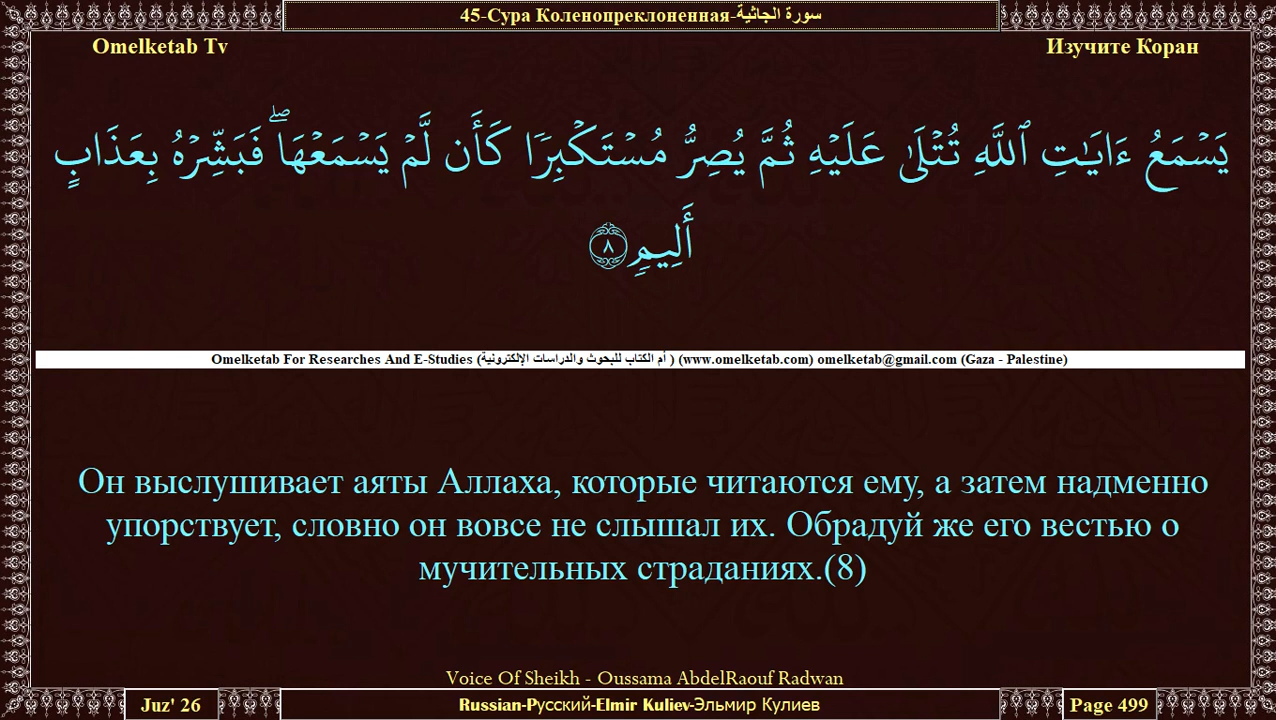 45-Сура Коленопреклоненная-سورة الجاثية
Omelketab Tv
Изучите Коран
يَسۡمَعُ ءَايَٰتِ ٱللَّهِ تُتۡلَىٰ عَلَيۡهِ ثُمَّ يُصِرُّ مُسۡتَكۡبِرٗا كَأَن لَّمۡ يَسۡمَعۡهَاۖ فَبَشِّرۡهُ بِعَذَابٍ
أَلِيمٖ ٨
Omelketab For Researches And E-Studies (أم الكتاب للبحوث والدراسات الإلكترونية ) (www.omelketab.com) omelketab@gmail.com (Gaza - Palestine)
Он выслушивает аяты Аллаха, которые читаются ему, а затем надменно
упорствует, словно он вовсе не слышал их. Обрадуй же его вестью о
мучительных страданиях.(8)
Voice Of Sheikh - Oussama AbdelRaouf Radwan
Juz' 26
Russian-Русский-Elmir Kuliev-Эльмир Кулиев
Page 499